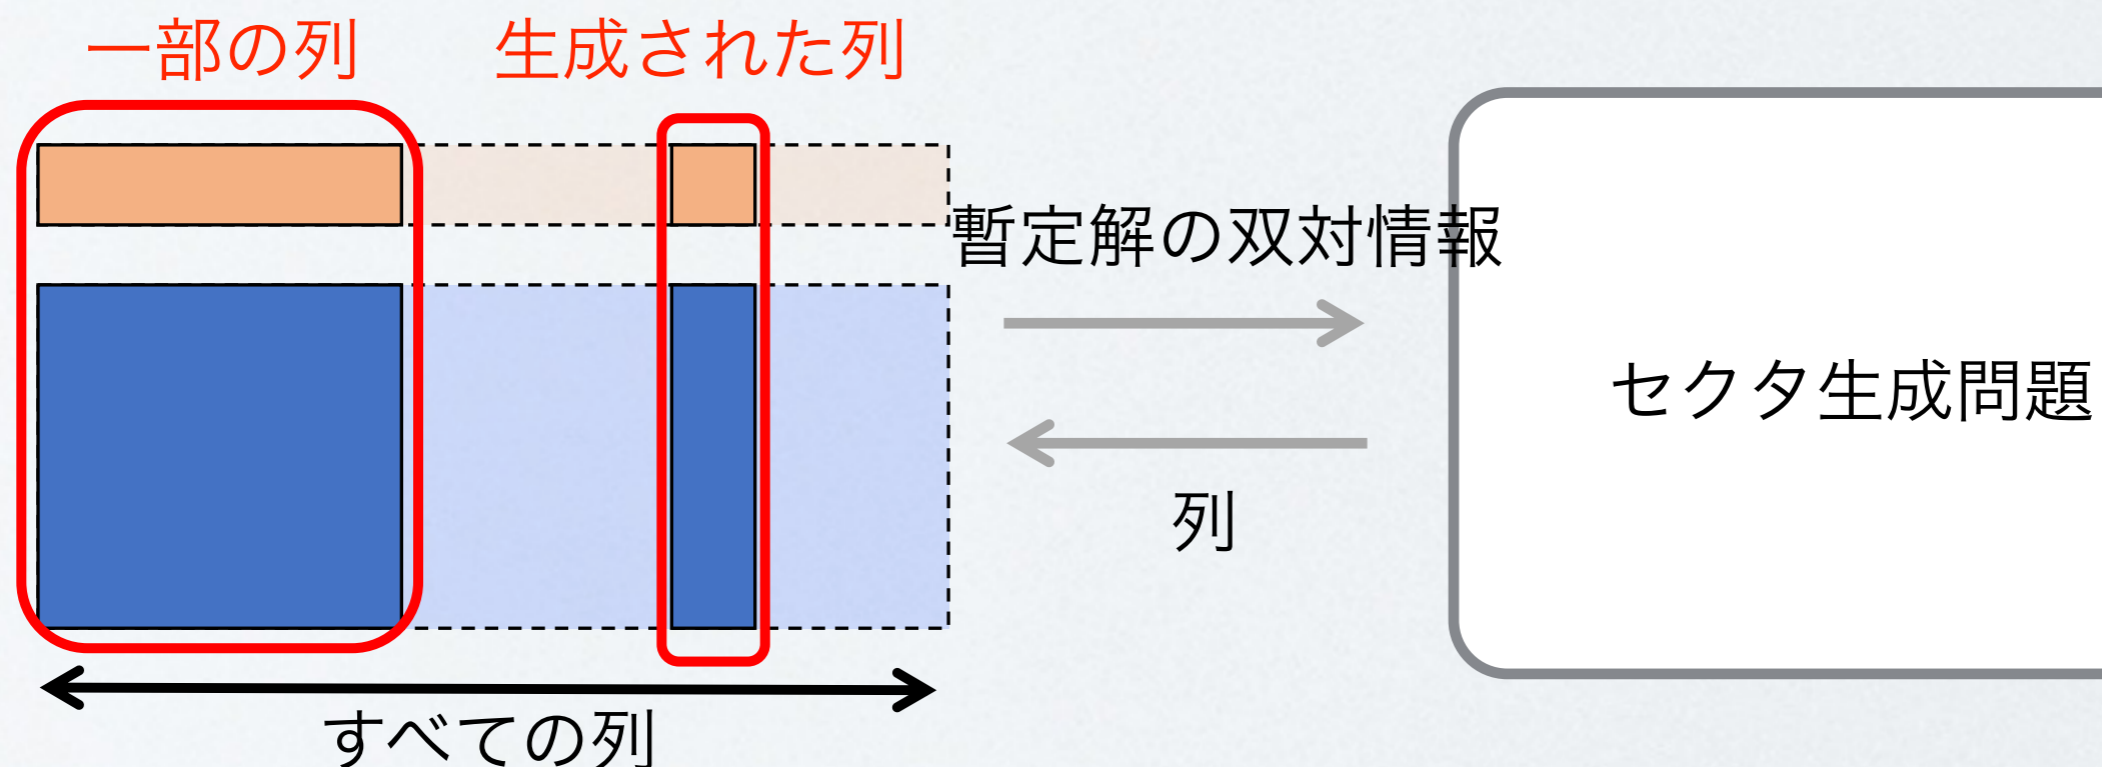 一部の列
生成された列
暫定解の双対情報
セクタ生成問題
列
すべての列